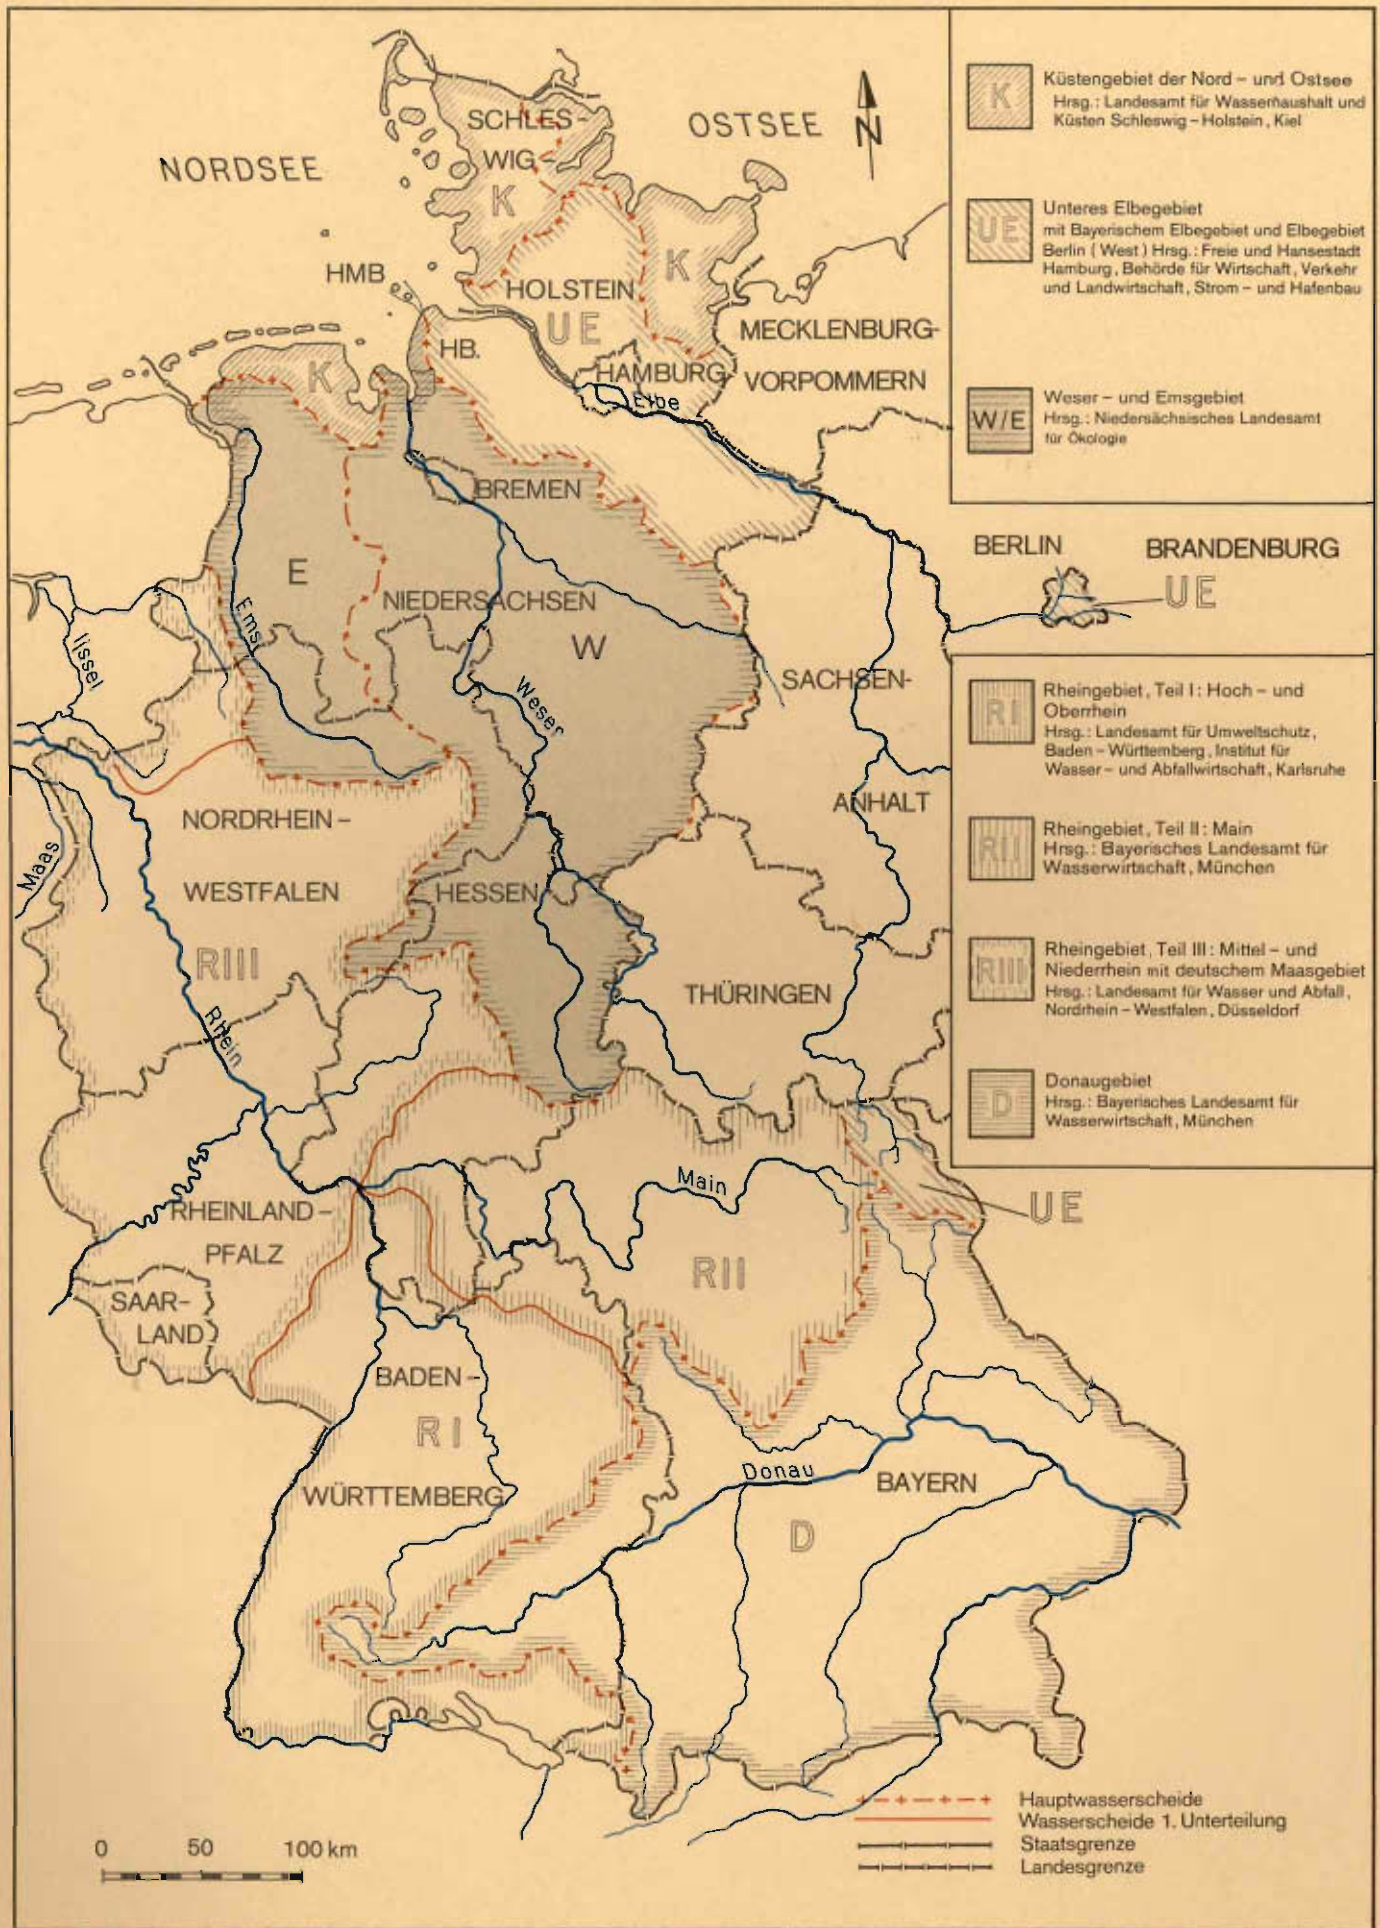 NORDSEE
OSTSEE
N
SCHLES-
WIG-
K
K
HOLSTEIN
UE
HMB
HB.
K
HAMBURG
Elbe
MECKLENBURG-
VORPOMMERN
BREMEN
E
NIEDERSACHSEN
W
Ems
Ijssel
Weser
BERLIN
BRANDENBURG
UE
SACHSEN-
ANHALT
NORDRHEIN-
WESTFALEN
RIII
Maas
HESSEN
THÜRINGEN
Rhein
Main
RHEINLAND-
PFALZ
SAAR-
LAND
UE
RII
BADEN-
RI
WÜRTTEMBERG
Donau
BAYERN
D
K
Küstengebiet der Nord- und Ostsee
Hrsg.: Landesamt für Wasserhaushalt und
Küsten Schleswig-Holstein, Kiel
UE
Unteres Elbegebiet
mit Bayerischem Elbegebiet und Elbegebiet
Berlin (West) Hrsg.: Freie und Hansestadt
Hamburg, Behörde für Wirtschaft, Verkehr
und Landwirtschaft, Strom- und Hafenbau
W/E
Weser- und Emsgebiet
Hrsg.: Niedersächsisches Landesamt
für Ökologie
RI
Rheingebiet, Teil I: Hoch- und
Oberrhein
Hrsg.: Landesamt für Umweltschutz,
Baden-Württemberg, Institut für
Wasser- und Abfallwirtschaft, Karlsruhe
RII
Rheingebiet, Teil II: Main
Hrsg.: Bayerisches Landesamt für
Wasserwirtschaft, München
RIII
Rheingebiet, Teil III: Mittel- und
Niederrhein mit deutschem Maasgebiet
Hrsg.: Landesamt für Wasser und Abfall,
Nordrhein-Westfalen, Düsseldorf
D
Donaugebiet
Hrsg.: Bayerisches Landesamt für
Wasserwirtschaft, München
Hauptwasserscheide
Wasserscheide 1. Unterteilung
Staatsgrenze
Landesgrenze
0 50 100 km